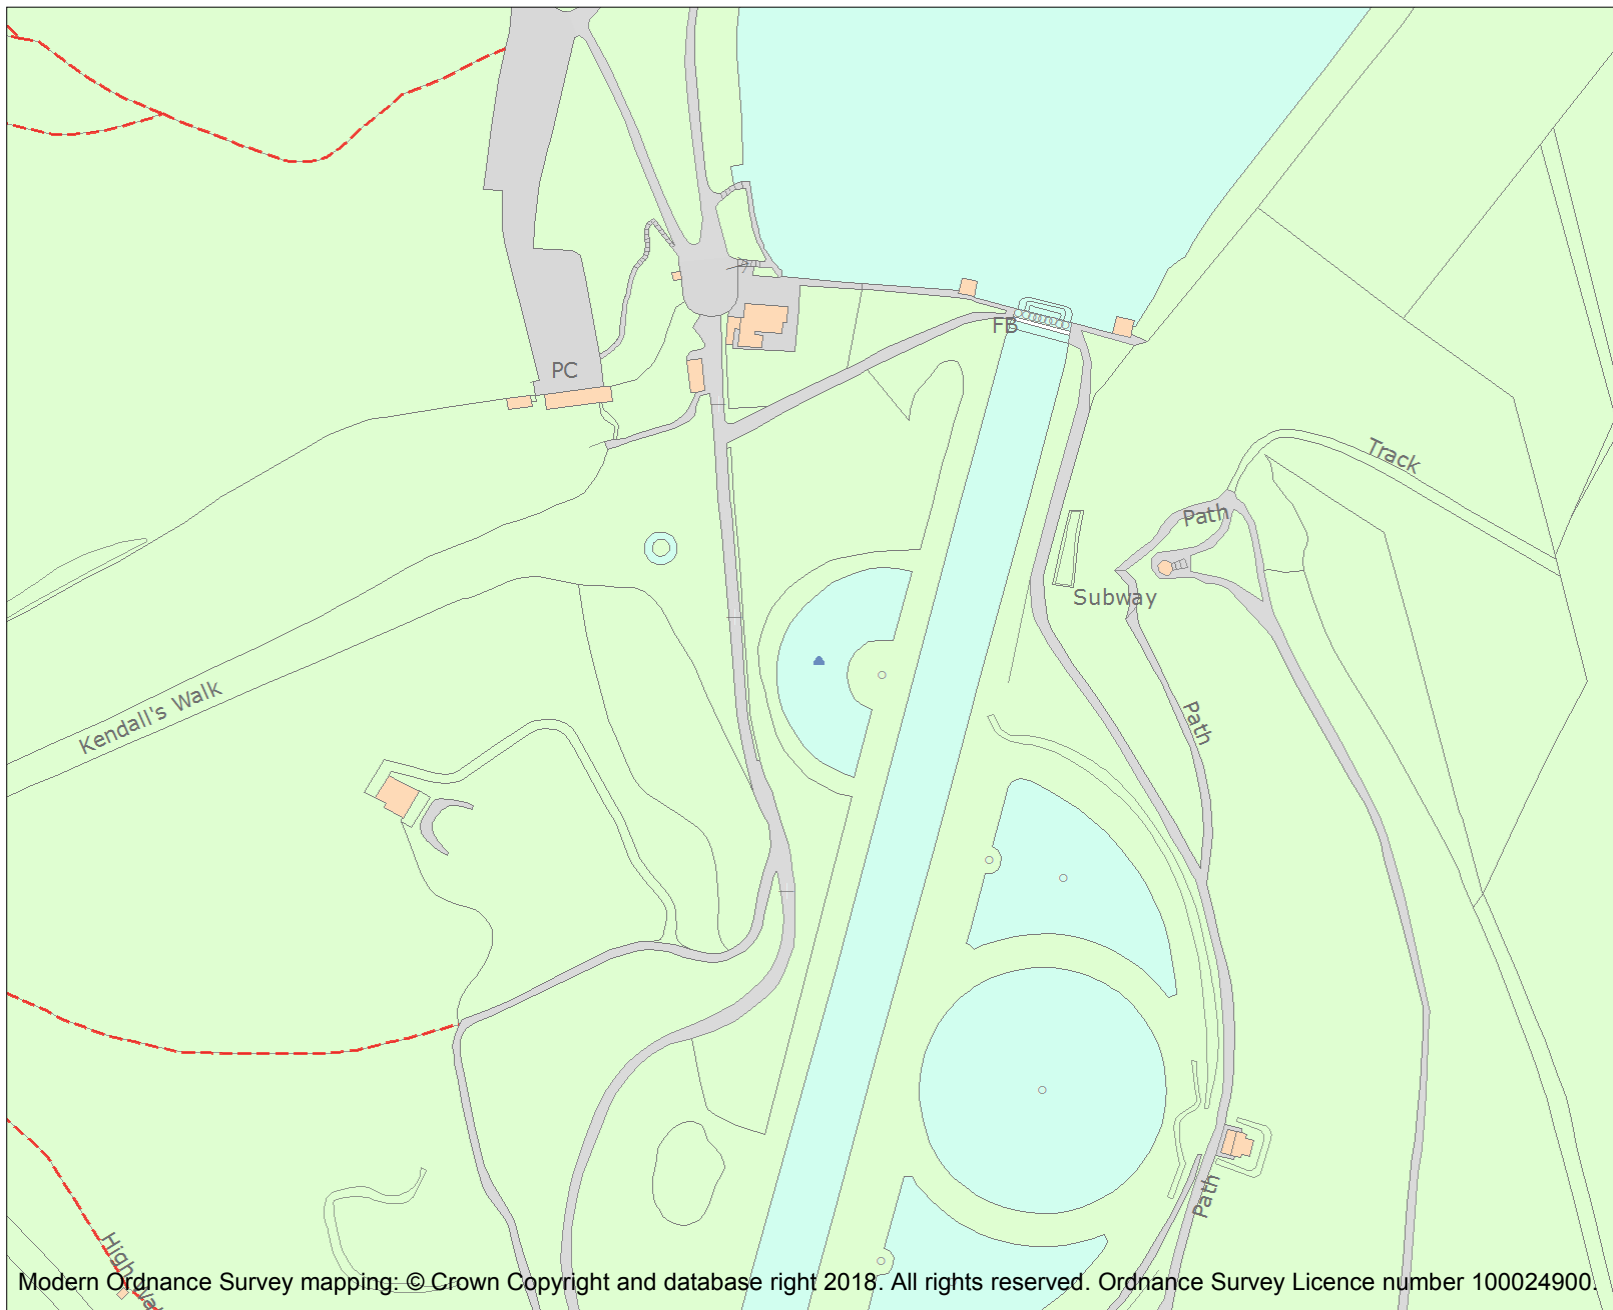 FB
PC
Track
Path
Subway
Kendall's Walk
Path
Path
Modern Ordnance Survey mapping: © Crown Copyright and database right 2018. All rights reserved. Ordnance Survey Licence number 100024900.